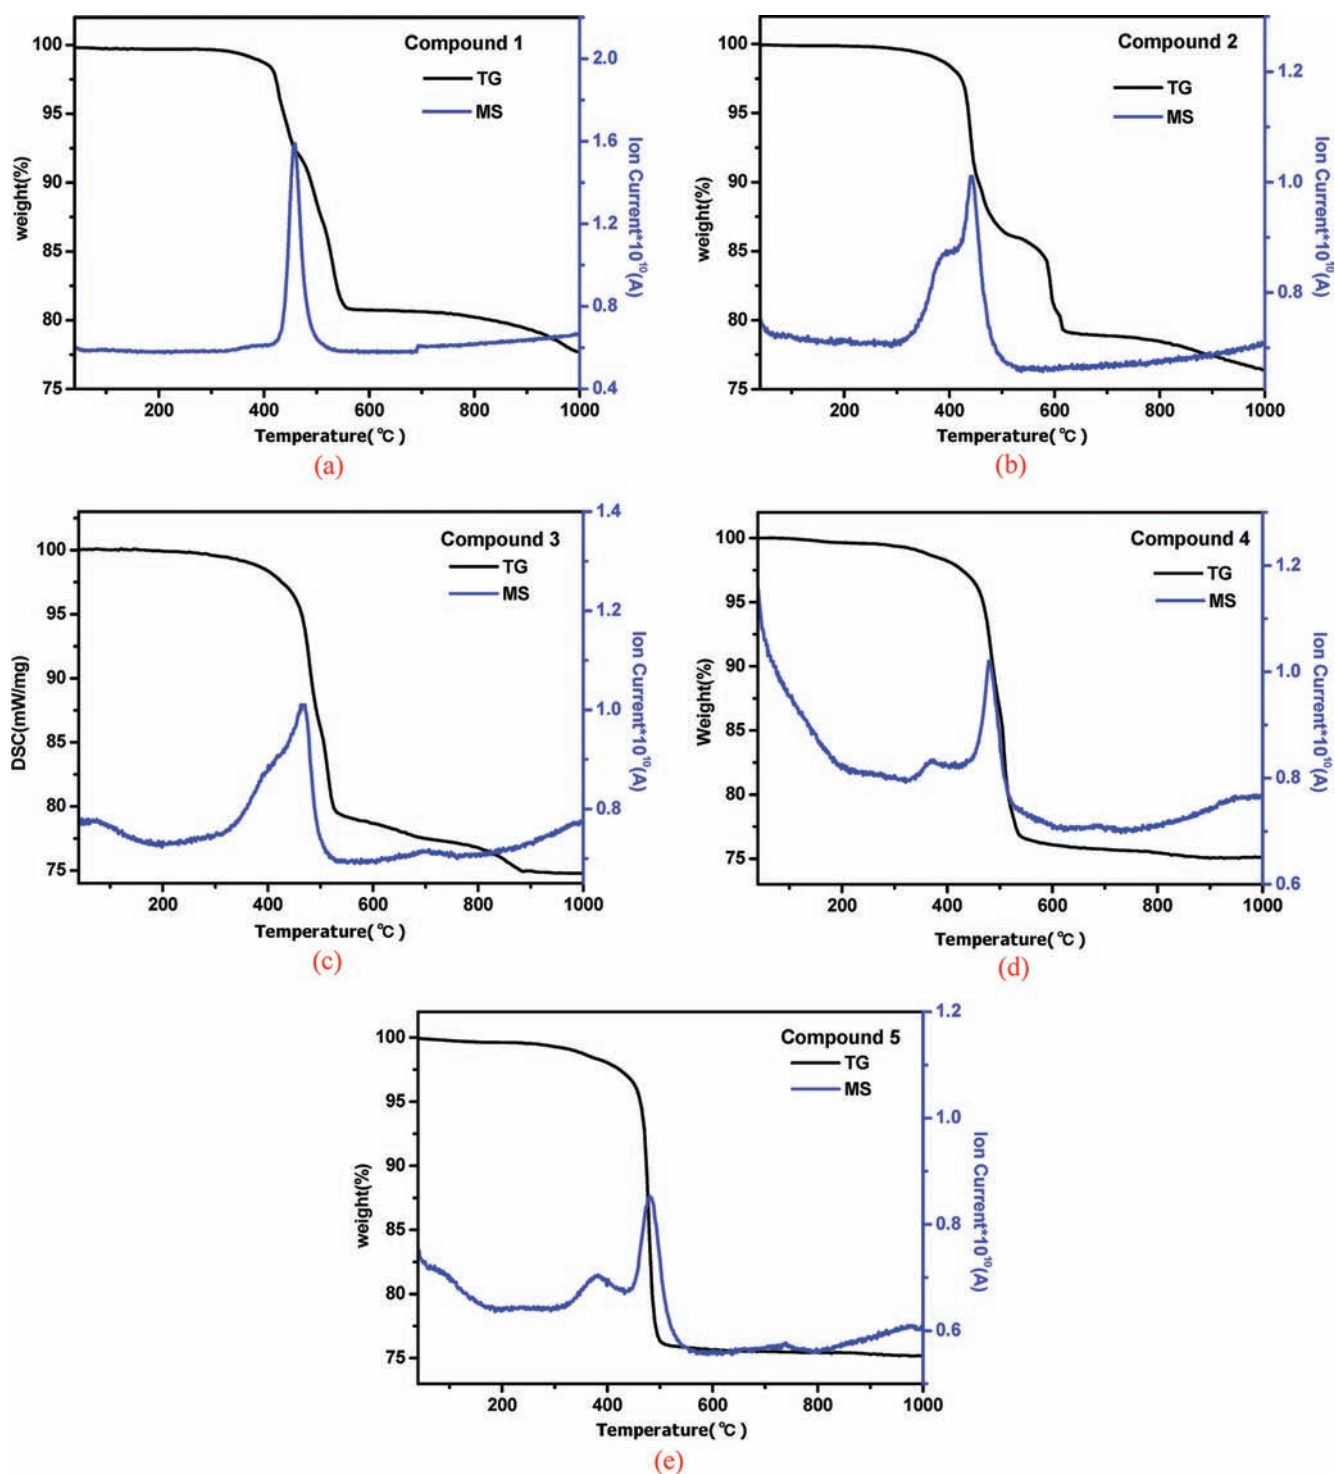 Compound 1
TG
MS
100
95
90
85
80
75
weight(%)
2.0
1.6
1.2
0.8
0.4
Ion Current*10^10(A)
200 400 600 800 1000
Temperature(℃)
(a)
Compound 2
TG
MS
100
95
90
85
80
75
weight(%)
1.2
1.0
0.8
Ion Current*10^10(A)
200 400 600 800 1000
Temperature(℃)
(b)
Compound 3
TG
MS
100
95
90
85
80
75
DSC(mW/mg)
1.4
1.2
1.0
0.8
Ion Current*10^10(A)
200 400 600 800 1000
Temperature(℃)
(c)
Compound 4
TG
MS
100
95
90
85
80
75
Weight(%)
1.2
1.0
0.8
0.6
Ion Current*10^10(A)
200 400 600 800 1000
Temperature(℃)
(d)
Compound 5
TG
MS
100
95
90
85
80
75
weight(%)
1.2
1.0
0.8
0.6
Ion Current*10^10(A)
200 400 600 800 1000
Temperature(℃)
(e)